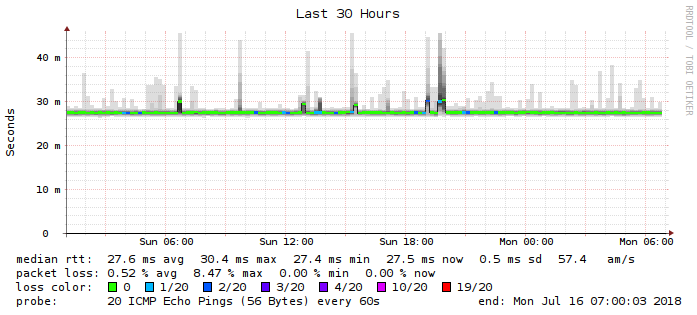 Last 30 Hours
RRDTOOL / TOBI OETIKER
Seconds
40 m
30 m
20 m
10 m
0
Sun 06:00 Sun 12:00 Sun 18:00 Mon 00:00 Mon 06:00
median rtt: 27.6 ms avg 30.4 ms max 27.4 ms min 27.5 ms now 0.5 ms sd 57.4 am/s
packet loss: 0.52 % avg 8.47 % max 0.00 % min 0.00 % now
loss color: 0 1/20 2/20 3/20 4/20 10/20 19/20
probe: 20 ICMP Echo Pings (56 Bytes) every 60s end: Mon Jul 16 07:00:03 2018